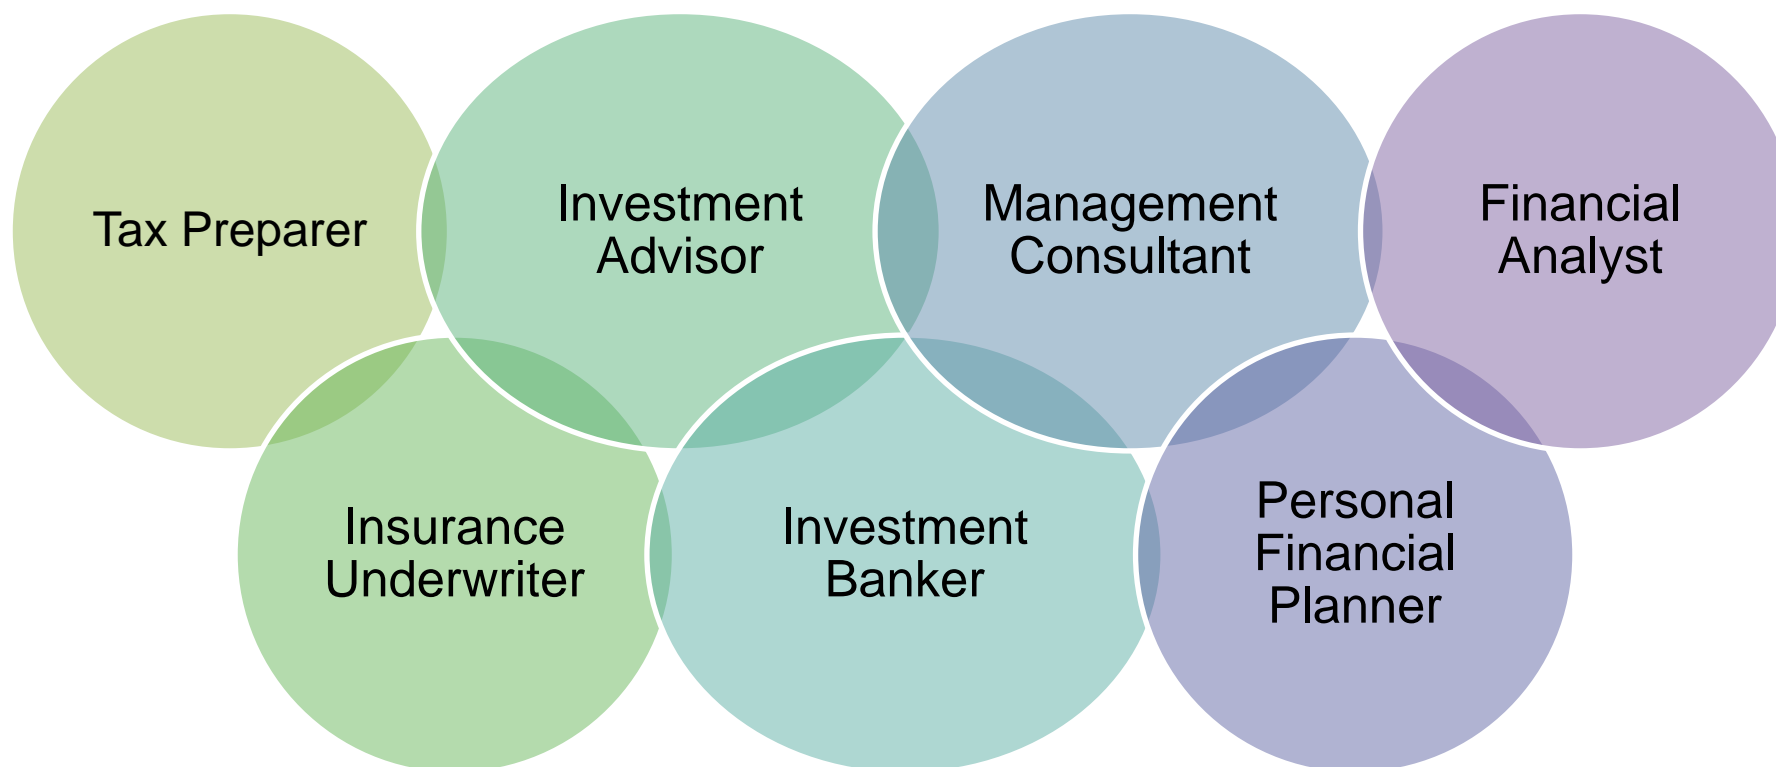 Tax Preparer
Investment
Advisor
Management
Consultant
Financial
Analyst
Insurance
Underwriter
Investment
Banker
Personal
Financial
Planner